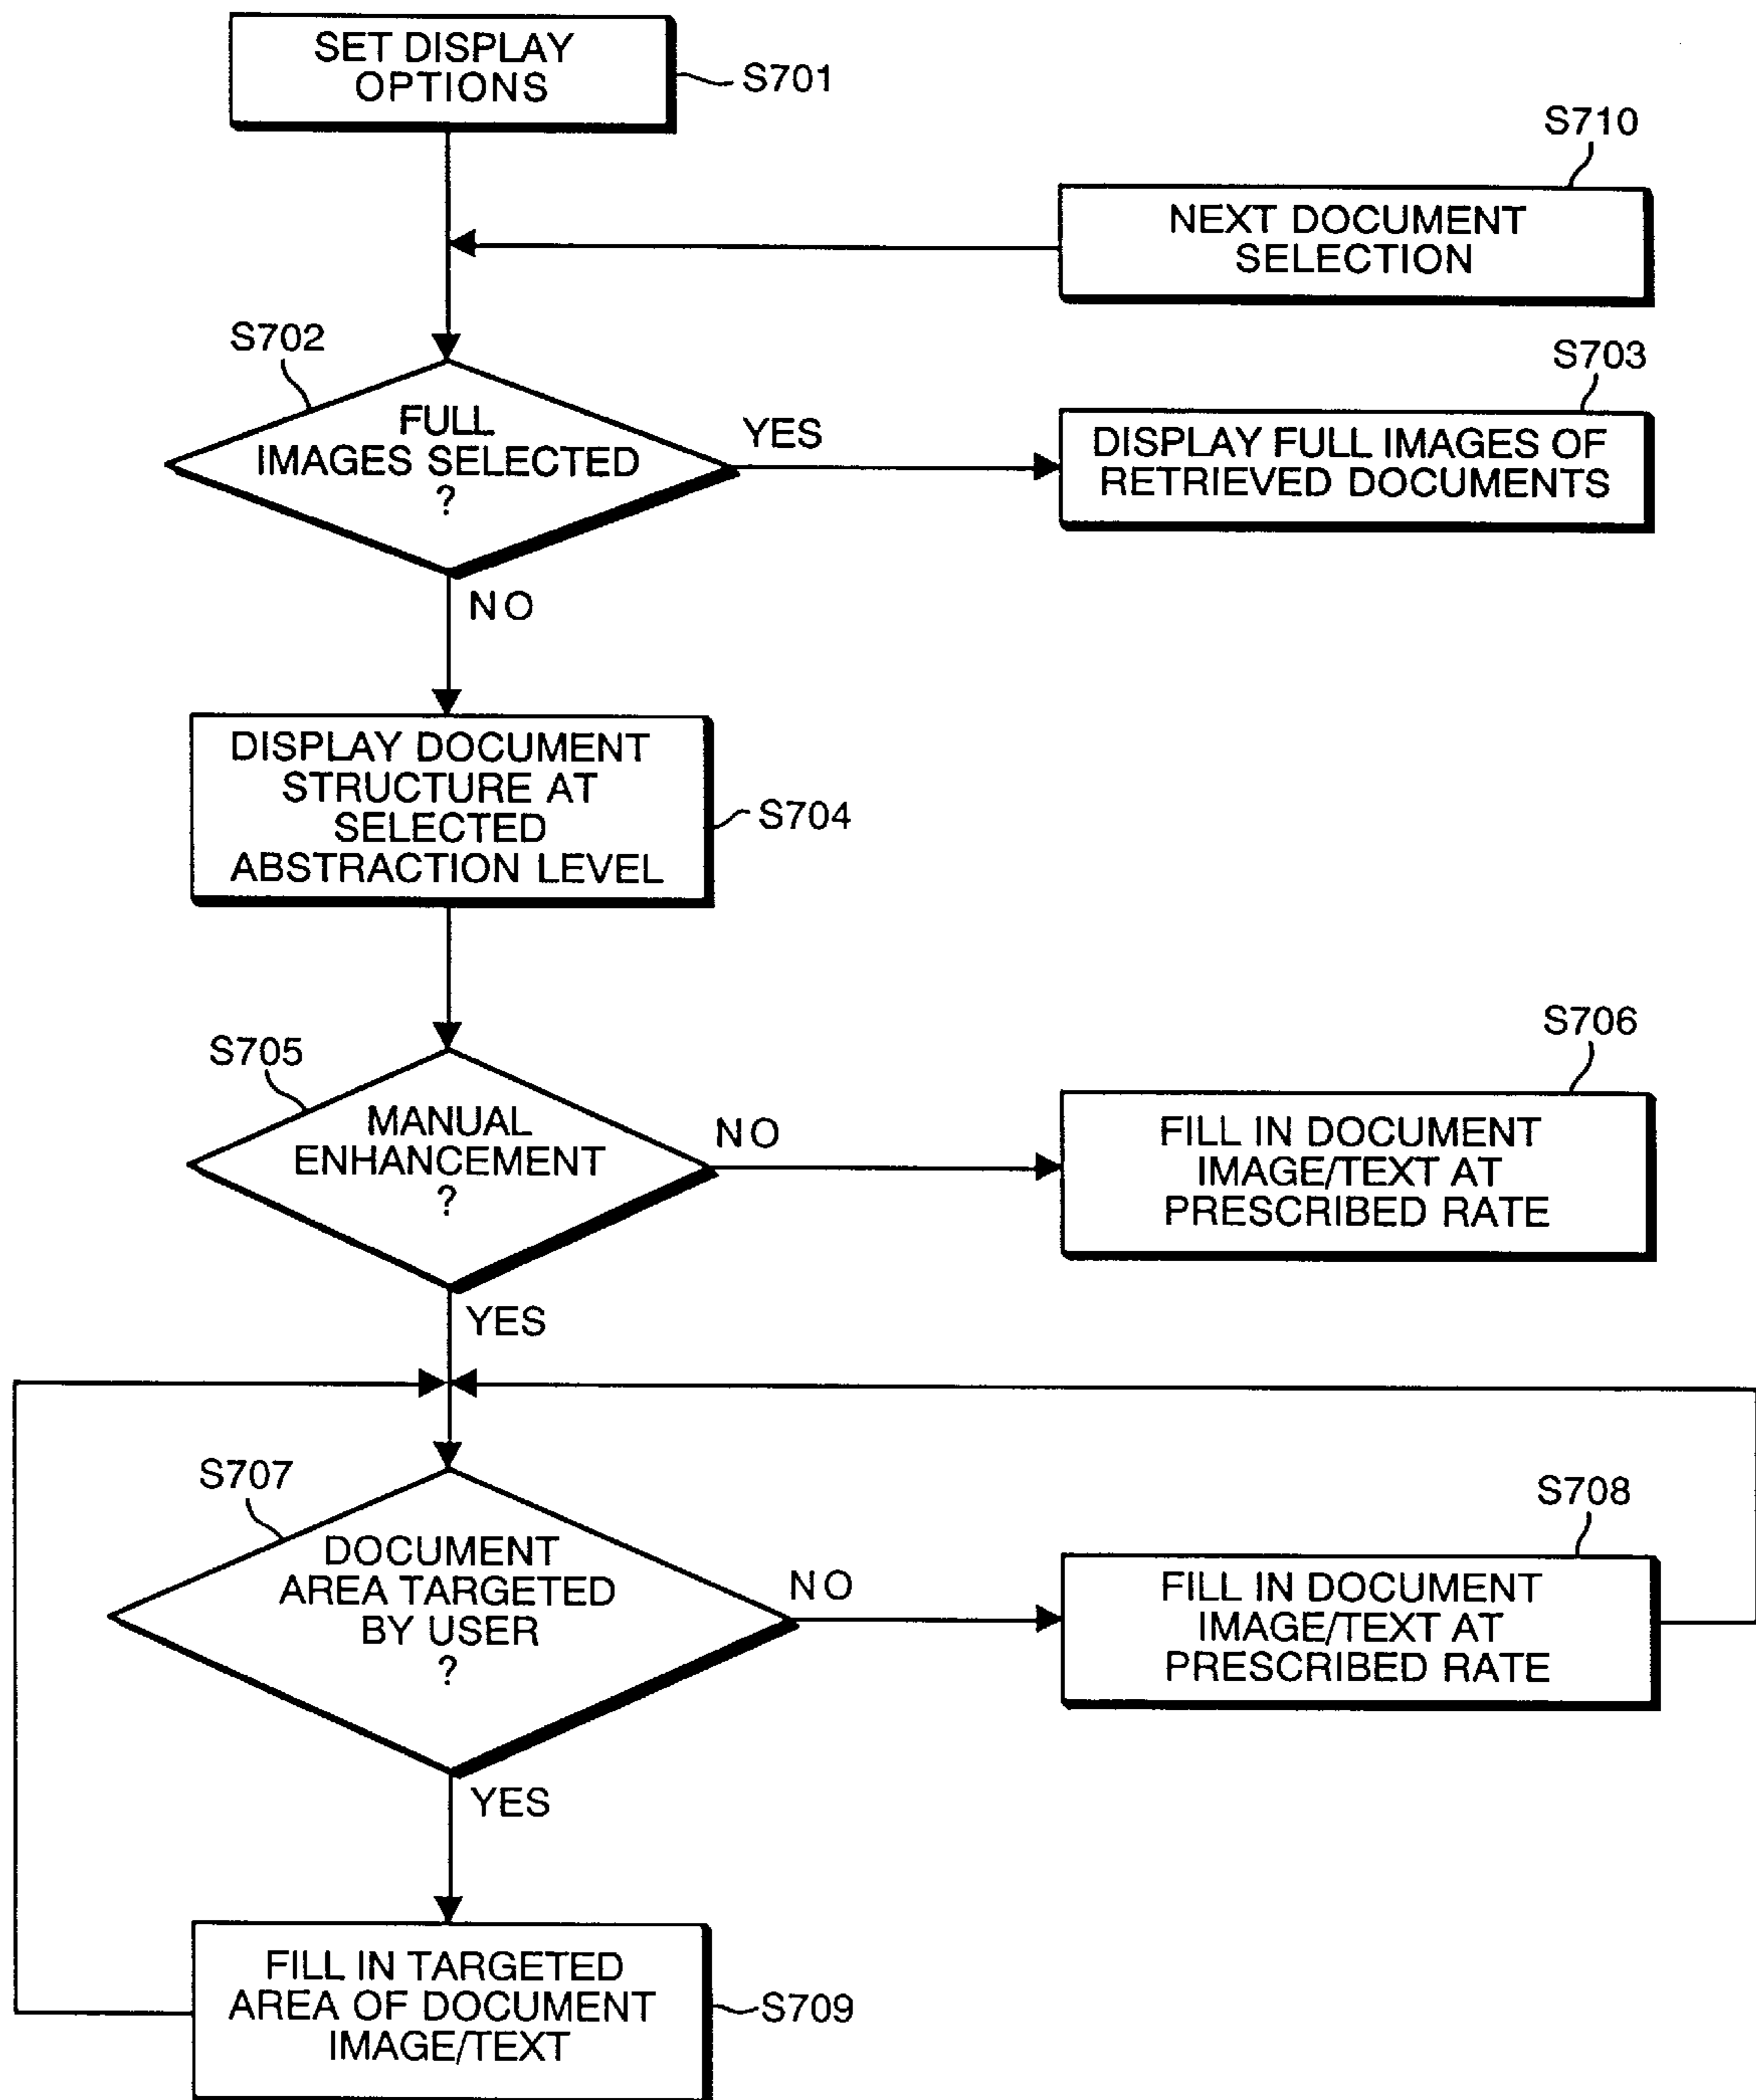 SET DISPLAY
OPTIONS
S701
S710
NEXT DOCUMENT
SELECTION
S702
FULL
IMAGES SELECTED
?
YES
NO
S703
DISPLAY FULL IMAGES OF
RETRIEVED DOCUMENTS
DISPLAY DOCUMENT
STRUCTURE AT
SELECTED
ABSTRACTION LEVEL
S704
S705
MANUAL
ENHANCEMENT
?
NO
YES
S706
FILL IN DOCUMENT
IMAGE/TEXT AT
PRESCRIBED RATE
S707
DOCUMENT
AREA TARGETED
BY USER
?
NO
YES
S708
FILL IN DOCUMENT
IMAGE/TEXT AT
PRESCRIBED RATE
FILL IN TARGETED
AREA OF DOCUMENT
IMAGE/TEXT
S709